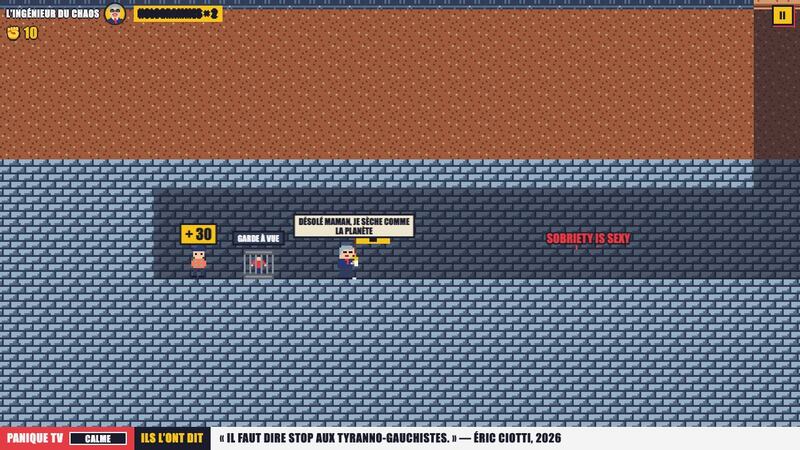 L'INGÉNIEUR DU CHAOS
10
+ 30
GARDE À VUE
DÉSOLÉ MAMAN, JE SÈCHE COMME
LA PLANÈTE
SOBRIETY IS SEXY
PANIQUE TV CALME ILS L'ONT DIT « IL FAUT DIRE STOP AUX TYRANNO-GAUCHISTES. » — ÉRIC CIOTTI, 2026